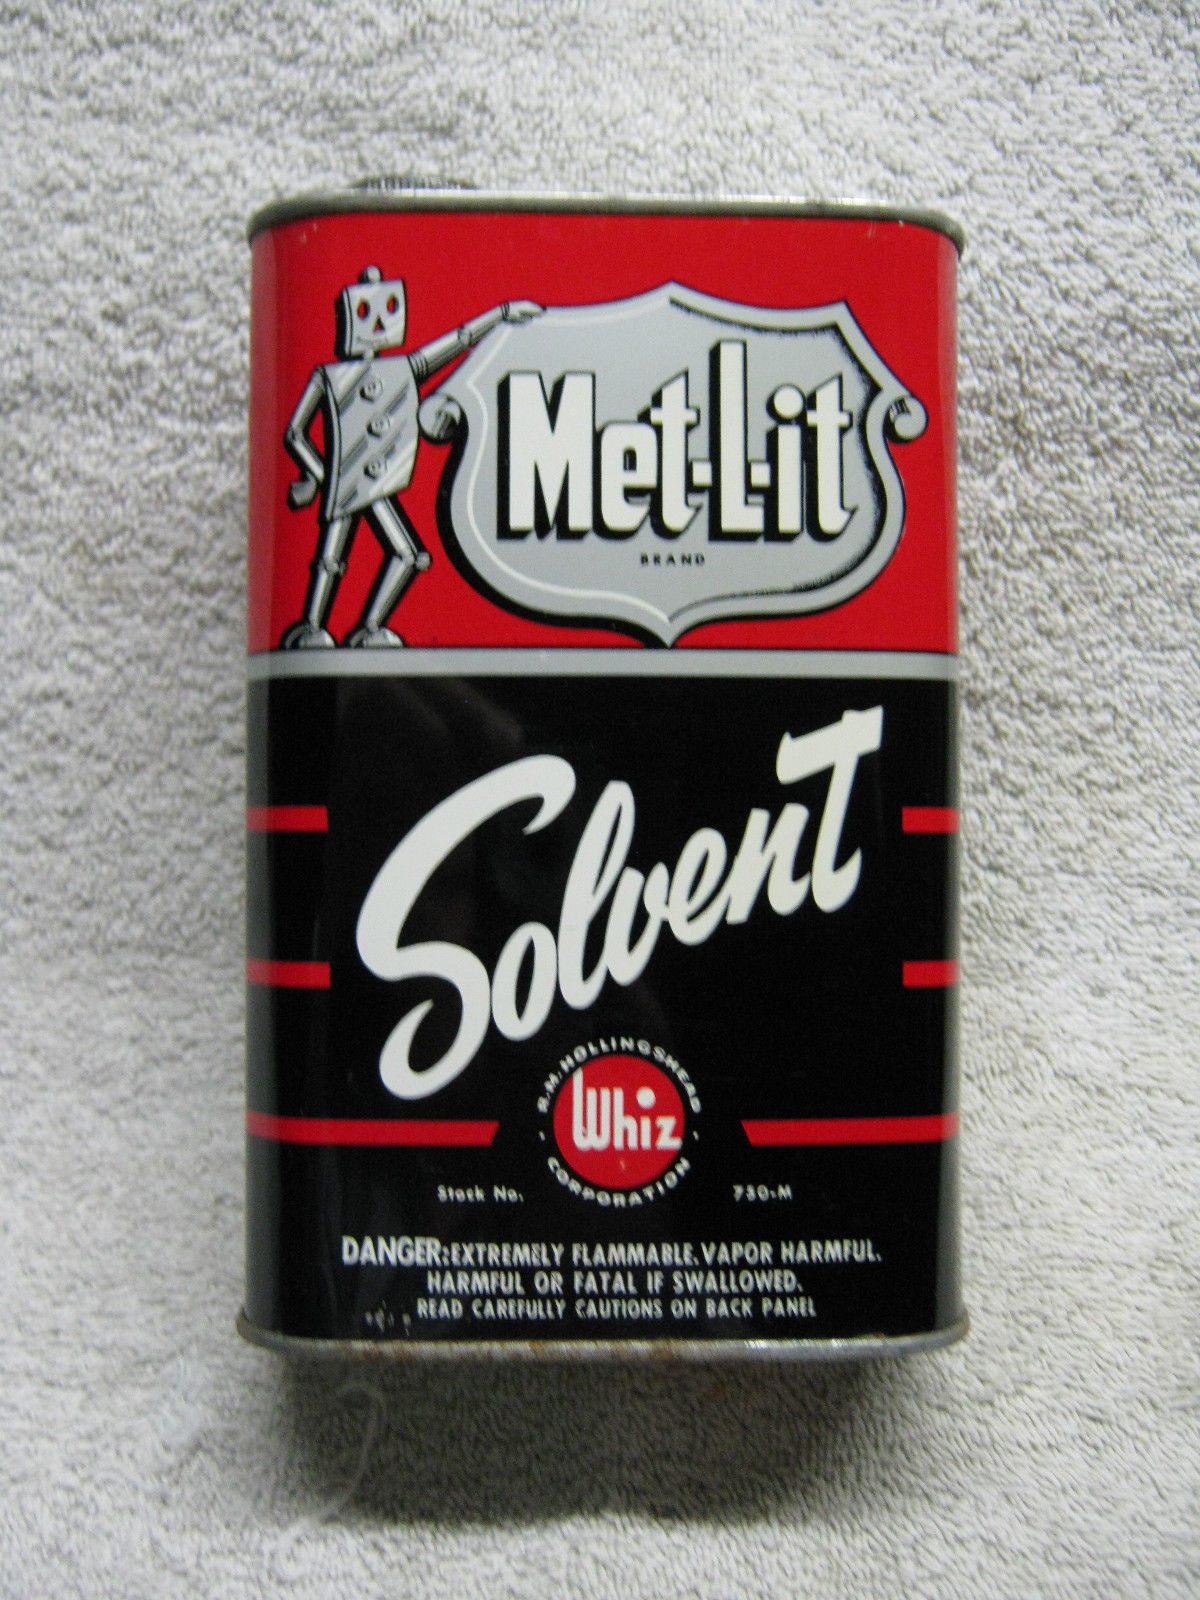 Met-L-it
BRAND
Solvent
R.M. HOLLINGSHEAD
Whiz
CORPORATION
Stock No. 750-M
DANGER: EXTREMELY FLAMMABLE. VAPOR HARMFUL.
HARMFUL OR FATAL IF SWALLOWED.
READ CAREFULLY CAUTIONS ON BACK PANEL